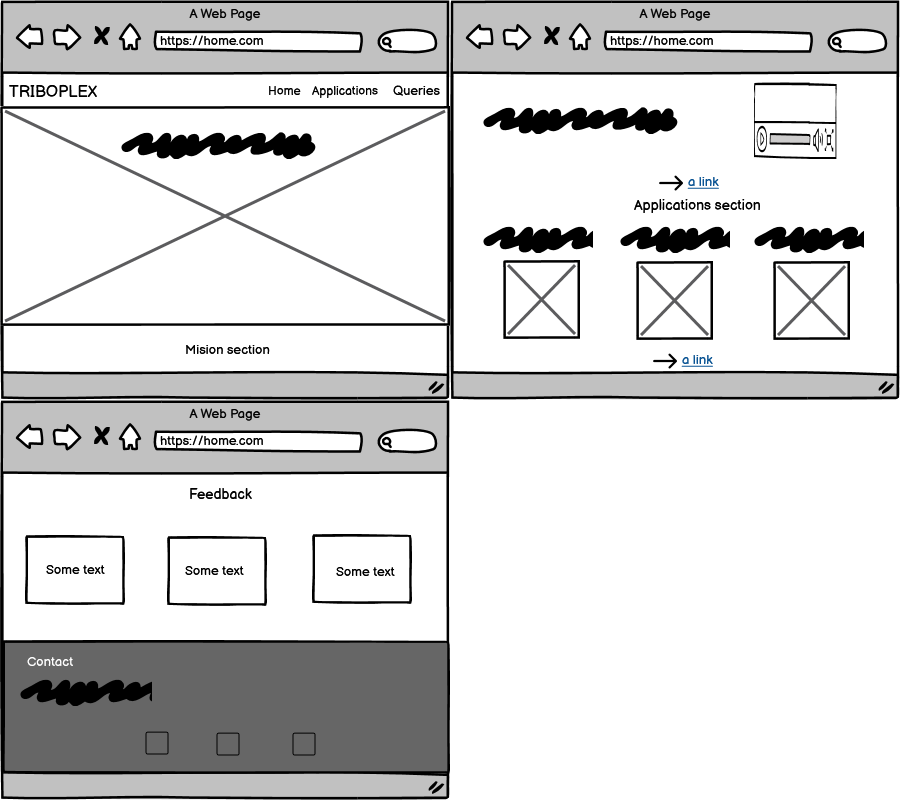 A Web Page
https://home.com
TRIBOPLEX
Home Applications Queries
Mision section
A Web Page
https://home.com
a link
Applications section
a link
A Web Page
https://home.com
Feedback
Some text Some text Some text
Contact